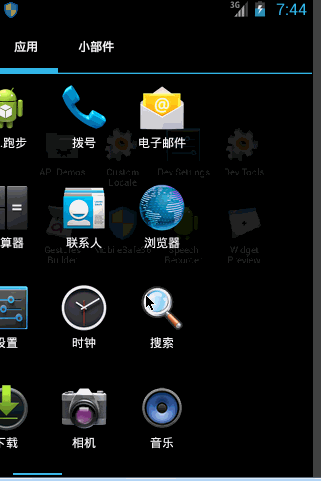 3G 7:44
应用 小部件
.跑步 拨号 电子邮件
API Demos Custom Locale Dev Settings Dev Tools
算器 联系人 浏览器
Gestures Builder Speech Recorder Widget Preview
设置 时钟 搜索
下载 相机 音乐